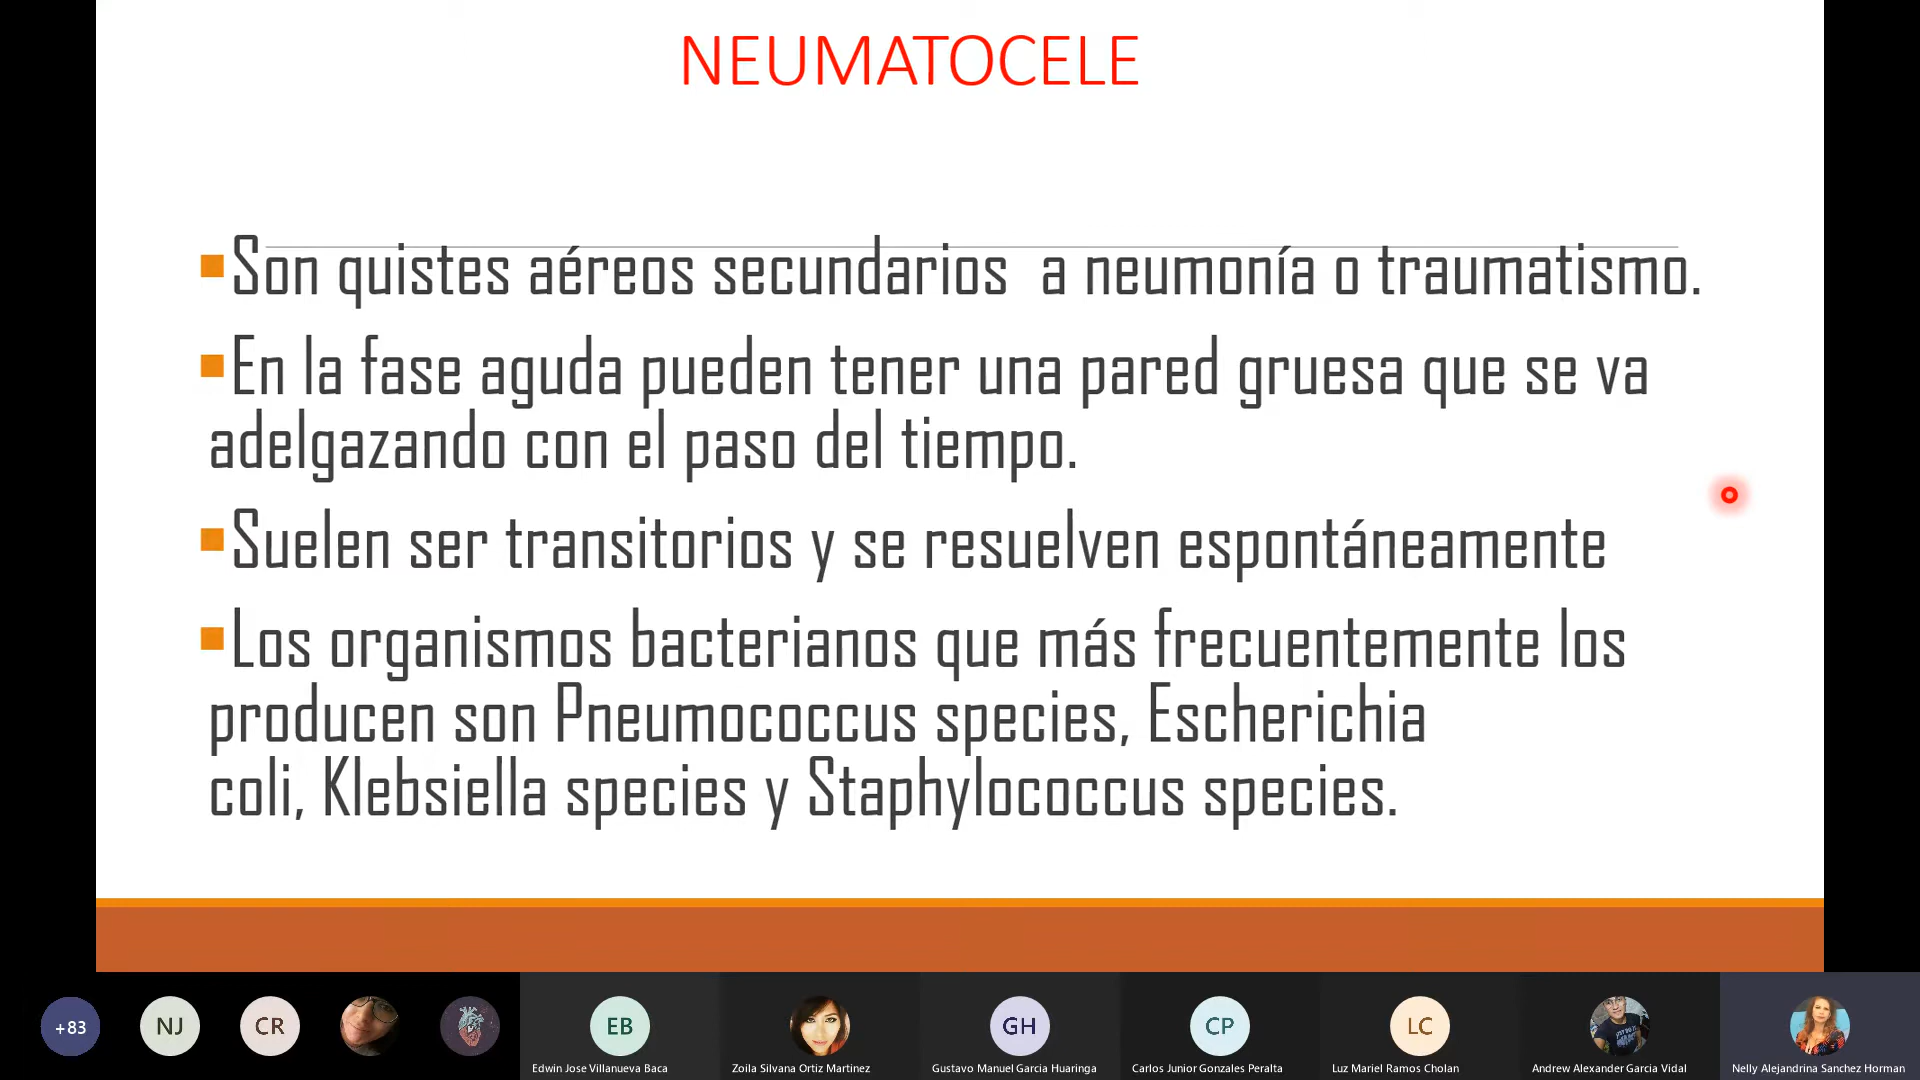 NEUMATOCELE
▪Son quistes aéreos secundarios  a neumonía o traumatismo.
▪En la fase aguda pueden tener una pared gruesa que se va
adelgazando con el paso del tiempo.
▪Suelen ser transitorios y se resuelven espontáneamente
▪Los organismos bacterianos que más frecuentemente los
producen son Pneumococcus species, Escherichia
coli, Klebsiella species y Staphylococcus species.
+83
NJ
CR
EB
GH
CP
LC
Edwin Jose Villanueva Baca
Zoila Silvana Ortiz Martinez
Gustavo Manuel Garcia Huaringa
Carlos Junior Gonzales Peralta
Luz Mariel Ramos Cholan
Andrew Alexander Garcia Vidal
Nelly Alejandrina Sanchez Horman